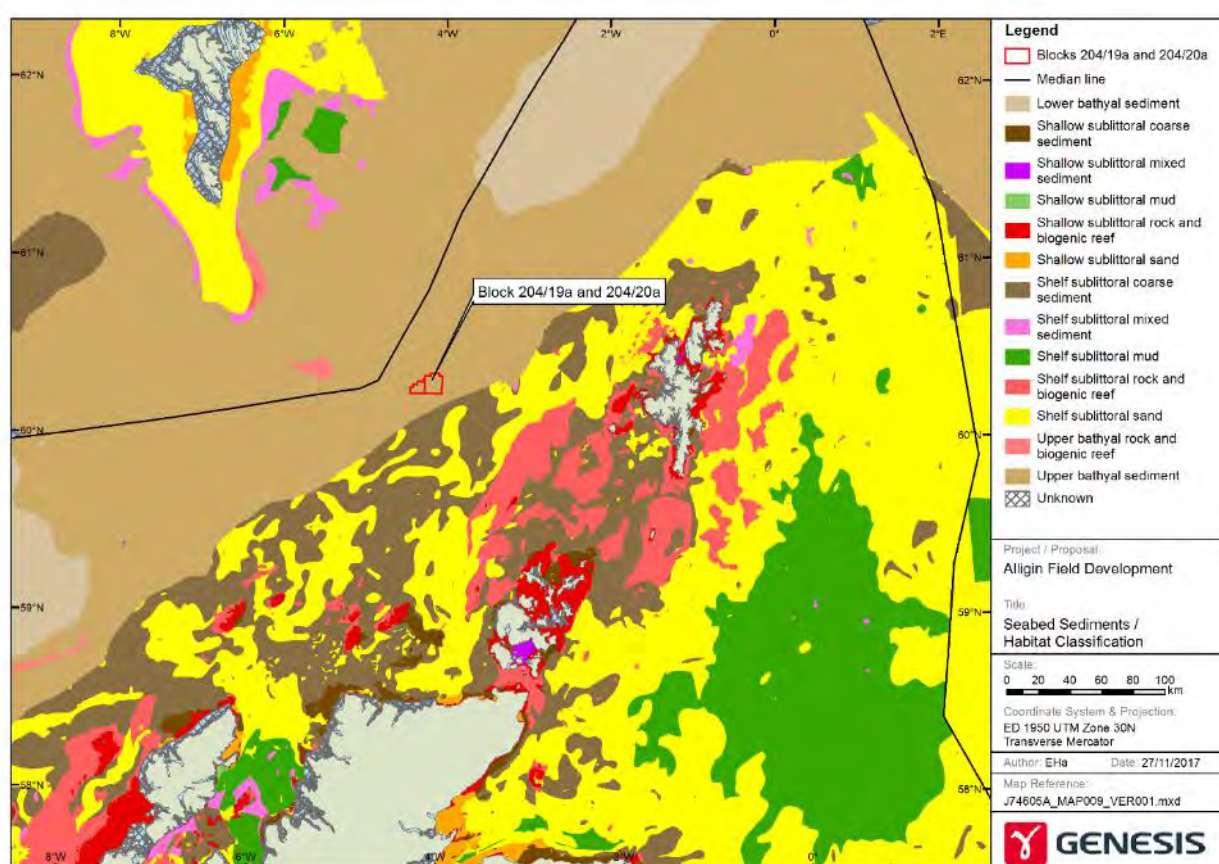 8°W
6°W
4°W
2°W
0°
2°E
62°N
62°N
61°N
61°N
Block 204/19a and 204/20a
60°N
60°N
59°N
59°N
58°N
58°N
8°W
6°W
4°W
2°W
0°
Legend
Blocks 204/19a and 204/20a
Median line
Lower bathyal sediment
Shallow sublittoral coarse
sediment
Shallow sublittoral mixed
sediment
Shallow sublittoral mud
Shallow sublittoral rock and
biogenic reef
Shallow sublittoral sand
Shelf sublittoral coarse
sediment
Shelf sublittoral mixed
sediment
Shelf sublittoral mud
Shelf sublittoral rock and
biogenic reef
Shelf sublittoral sand
Upper bathyal rock and
biogenic reef
Upper bathyal sediment
Unknown
Project / Proposal:
Alligin Field Development
Title:
Seabed Sediments /
Habitat Classification
Scale:
0 20 40 60 80 100
km
Coordinate System & Projection:
ED 1950 UTM Zone 30N
Transverse Mercator
Author: EHa Date: 27/11/2017
Map Reference:
J74605A_MAP009_VER001.mxd
GENESIS